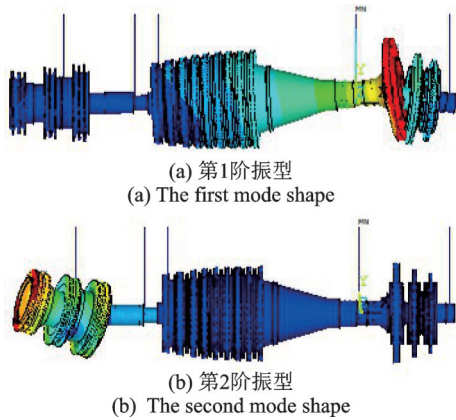 MN
Y
(a) 第1阶振型
(a) The first mode shape
MN
Y
(b) 第2阶振型
(b) The second mode shape